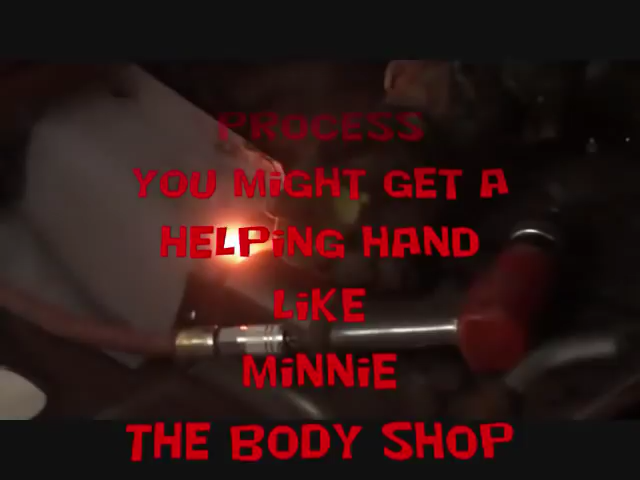 PROCESS
YOU MiGHT GET A
HELPiNG HAND
LiKE
MiNNiE
THE BODY SHOP